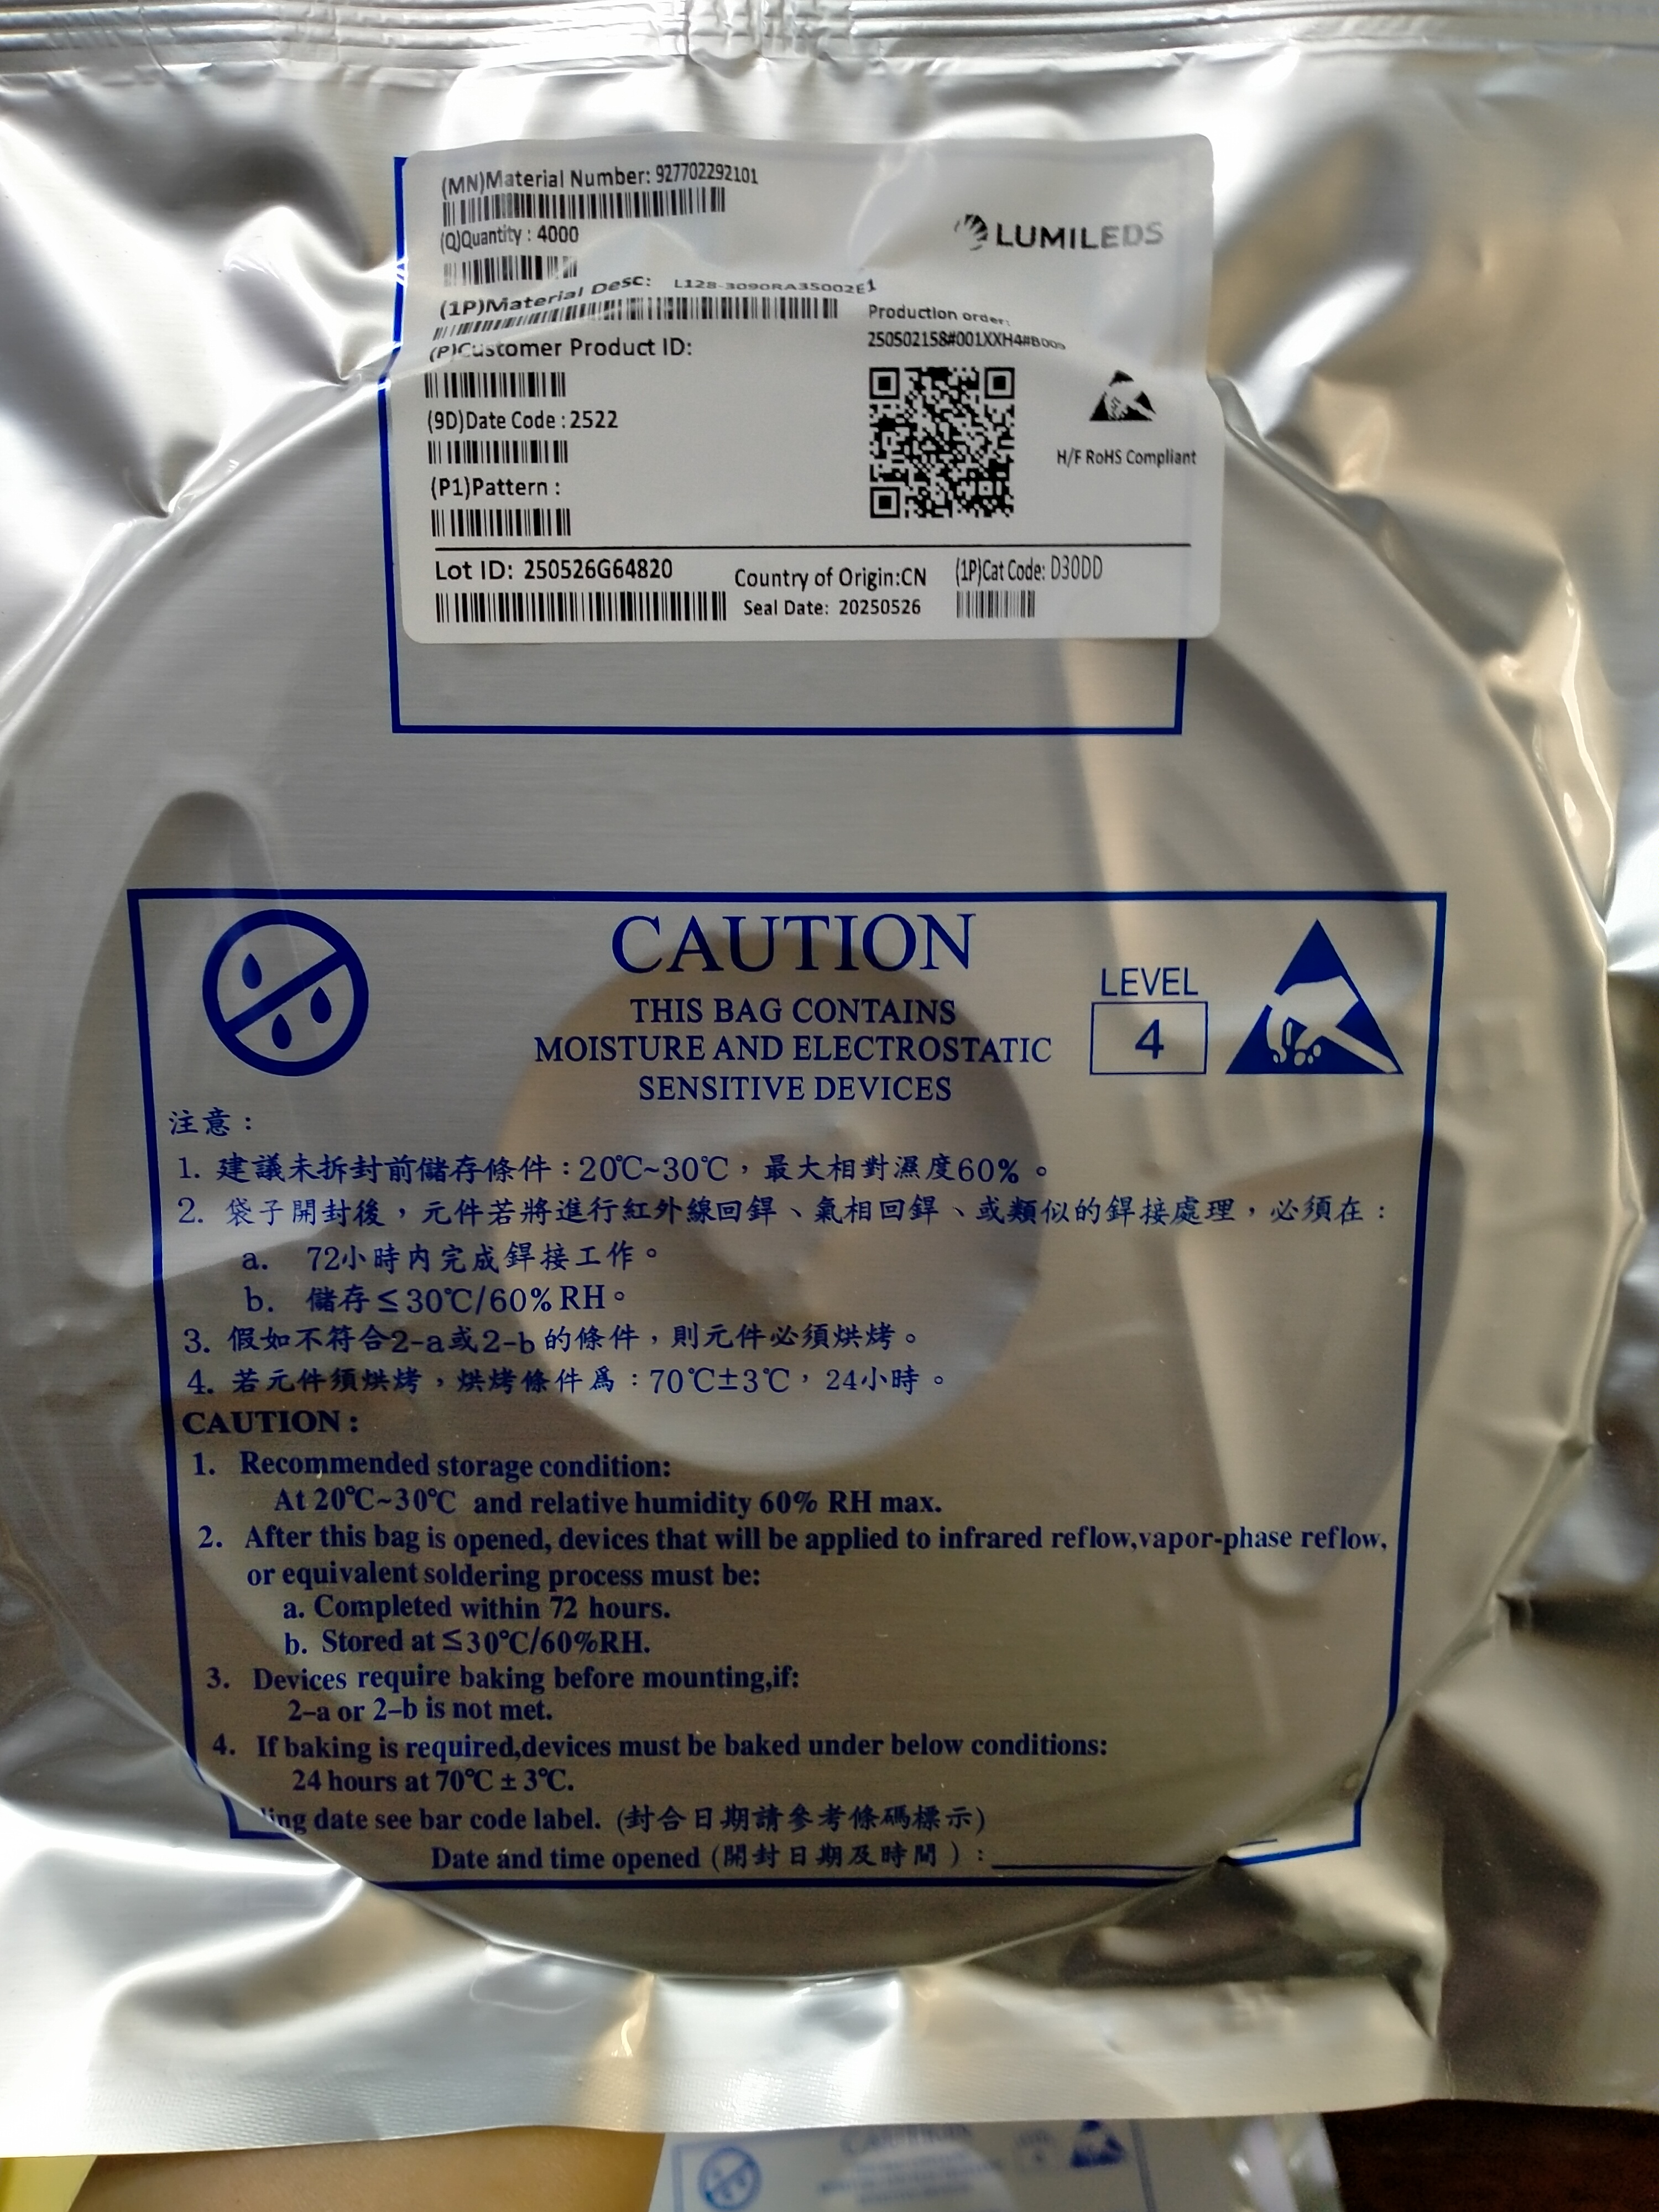 (MN)Material Number: 927702292101
(Q)Quantity : 4000
LUMILEDS
(1P)Material Desc: L128-3090RA35002E1
Production order:
250502158#001XXH4#B009
(P)Customer Product ID:
(9D)Date Code : 2522
H/F RoHS Compliant
(P1)Pattern :
Lot ID: 250526G64820
Country of Origin:CN
(1P)Cat Code: D30DD
Seal Date: 20250526
CAUTION
THIS BAG CONTAINS
MOISTURE AND ELECTROSTATIC
SENSITIVE DEVICES
LEVEL
4
注意：
1. 建議未拆封前儲存條件：20℃~30℃，最大相對濕度60%。
2. 袋子開封後，元件若將進行紅外線回銲、氣相回銲、或類似的銲接處理，必須在：
a. 72小時內完成銲接工作。
b. 儲存≤30℃/60%RH。
3. 假如不符合2-a或2-b的條件，則元件必須烘烤。
4. 若元件須烘烤，烘烤條件爲：70℃±3℃，24小時。
CAUTION:
1. Recommended storage condition:
At 20℃~30℃ and relative humidity 60% RH max.
2. After this bag is opened, devices that will be applied to infrared reflow,vapor-phase reflow,
or equivalent soldering process must be:
a. Completed within 72 hours.
b. Stored at ≤30℃/60%RH.
3. Devices require baking before mounting,if:
2-a or 2-b is not met.
4. If baking is required,devices must be baked under below conditions:
24 hours at 70℃ ± 3℃.
date see bar code label. (封合日期請參考條碼標示)
Date and time opened (開封日期及時間)：